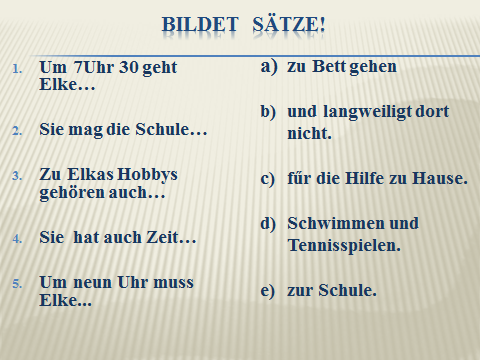 BILDET SÄTZE!
1. Um 7Uhr 30 geht
Elke…
2. Sie mag die Schule…
3. Zu Elkas Hobbys
gehören auch…
4. Sie hat auch Zeit…
5. Um neun Uhr muss
Elke...
a) zu Bett gehen
b) und langweiligt dort
nicht.
c) fűr die Hilfe zu Hause.
d) Schwimmen und
Tennisspielen.
e) zur Schule.